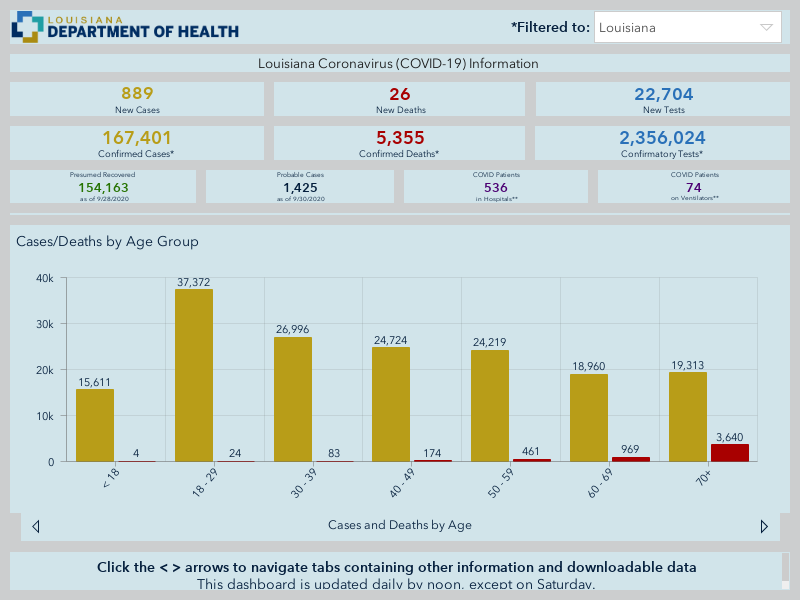 LOUISIANA
DEPARTMENT OF HEALTH
*Filtered to:
Louisiana
Louisiana Coronavirus (COVID-19) Information
889
New Cases
26
New Deaths
22,704
New Tests
167,401
Confirmed Cases*
5,355
Confirmed Deaths*
2,356,024
Confirmatory Tests*
Presumed Recovered
154,163
as of 9/28/2020
Probable Cases
1,425
as of 9/30/2020
COVID Patients
536
in Hospitals**
COVID Patients
74
on Ventilators**
Cases/Deaths by Age Group
40k
30k
20k
10k
0
15,611
4
37,372
24
26,996
83
24,724
174
24,219
461
18,960
969
19,313
3,640
< 18
18 - 29
30 - 39
40 - 49
50 - 59
60 - 69
70+
Cases and Deaths by Age
Click the < > arrows to navigate tabs containing other information and downloadable data
This dashboard is updated daily by noon, except on Saturday.